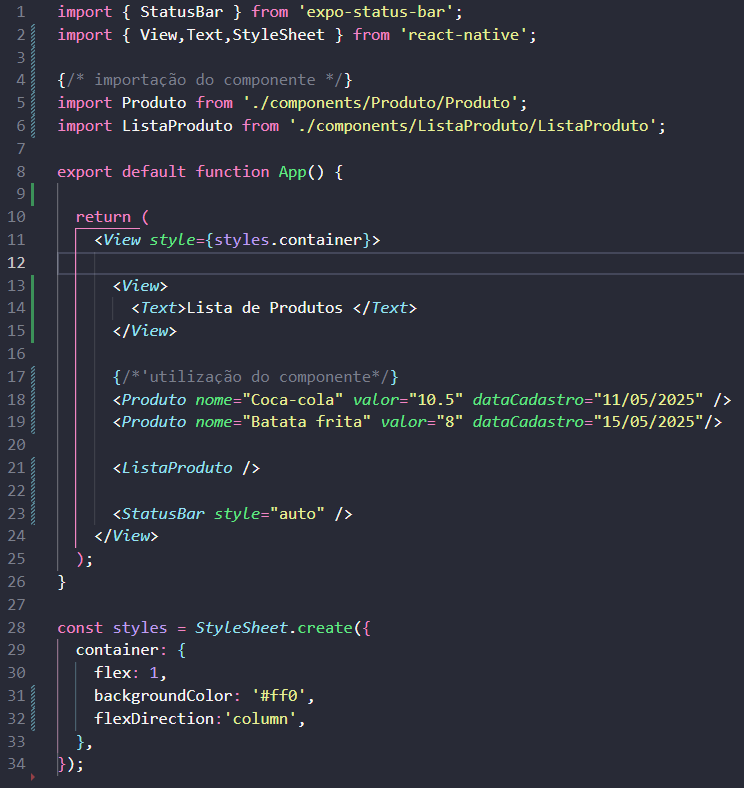 1 import { StatusBar } from 'expo-status-bar';
2 import { View,Text,StyleSheet } from 'react-native';
3
4 {/* importação do componente */}
5 import Produto from './components/Produto/Produto';
6 import ListaProduto from './components/ListaProduto/ListaProduto';
7
8 export default function App() {
9
10 return (
11 <View style={styles.container}>
12
13 <View>
14 <Text>Lista de Produtos </Text>
15 </View>
16
17 {/*'utilização do componente*/}
18 <Produto nome="Coca-cola" valor="10.5" dataCadastro="11/05/2025" />
19 <Produto nome="Batata frita" valor="8" dataCadastro="15/05/2025"/>
20
21 <ListaProduto />
22
23 <StatusBar style="auto" />
24 </View>
25 );
26 }
27
28 const styles = StyleSheet.create({
29 container: {
30 flex: 1,
31 backgroundColor: '#ff0',
32 flexDirection:'column',
33 },
34 });